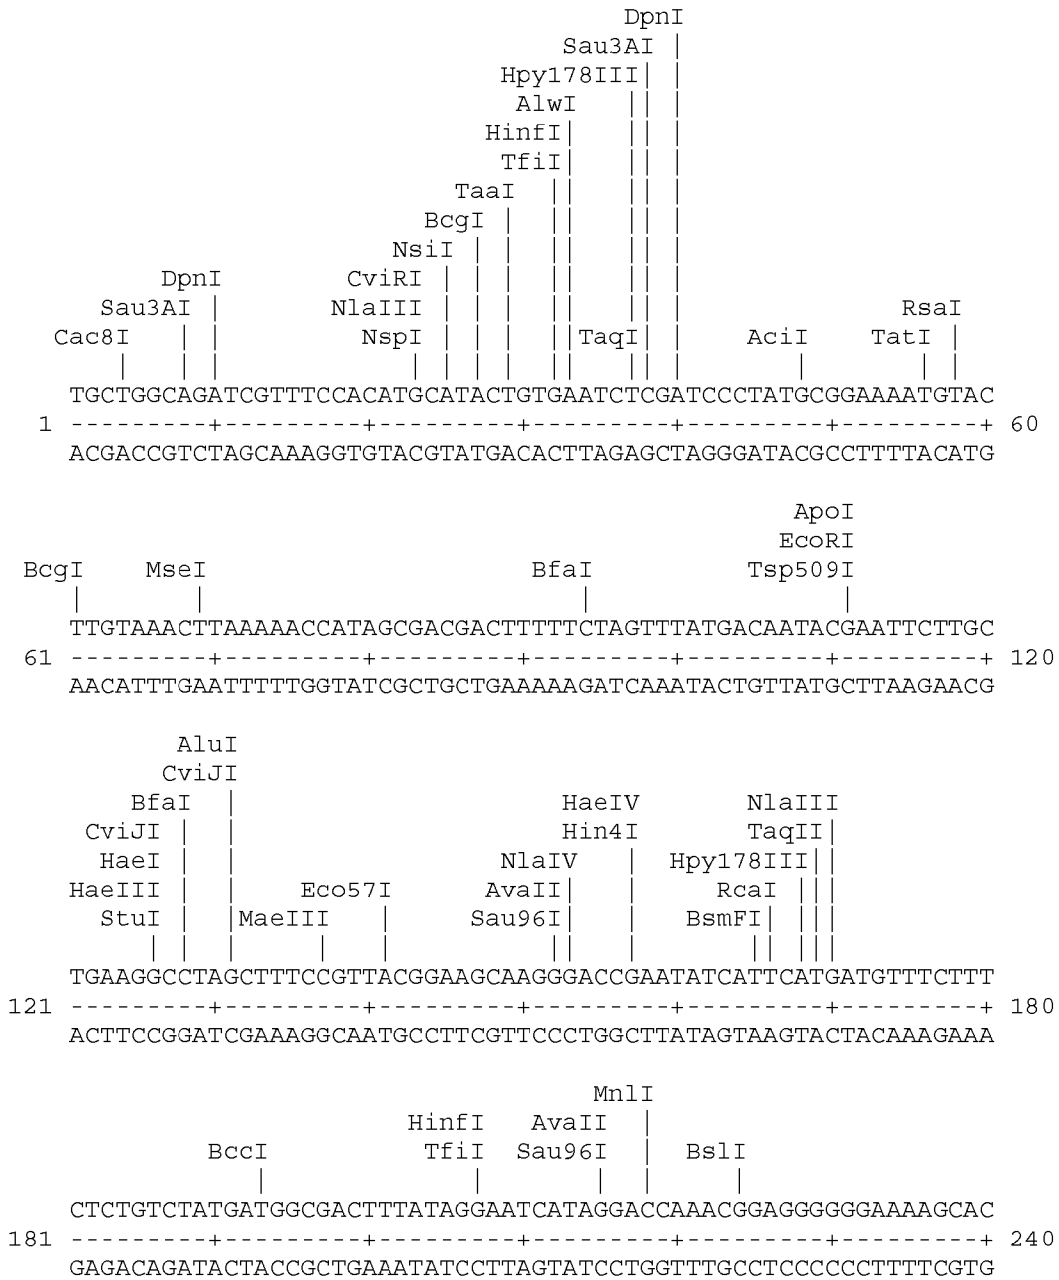 DpnI
Sau3AI |
Hpy178III| |
AlwI || |
HinfI| || |
TfiI| || |
TaaI || || |
BcgI | || || |
NsiI | | || || |
DpnI CviRI | | | || || |
Sau3AI | NlaIII | | | || || | RsaI
Cac8I | | NspI | | | || TaqI| | AciI TatI |
| | | | | | | || || | | | |
TGCTGGCAGATCGTTTCCACATGCATACTGTGAATCTCGATCCCTATGCGGAAAATGTAC
1 ---------+---------+---------+---------+---------+---------+ 60
ACGACCGTCTAGCAAAGGTGTACGTATGACACTTAGAGCTAGGGATACGCCTTTTACATG
ApoI
EcoRI
BcgI MseI BfaI Tsp509I
| | | |
TTGTAAACTTAAAAACCATAGCGACGACTTTTTCTAGTTTATGACAATACGAATTCTTGC
61 ---------+---------+---------+---------+---------+---------+ 120
AACATTTGAATTTTTGGTATCGCTGCTGAAAAAGATCAAATACTGTTATGCTTAAGAACG
AluI
CviJI
BfaI | HaeIV NlaIII
CviJI | | Hin4I TaqII|
HaeI | | NlaIV | Hpy178III||
HaeIII | | Eco57I AvaII| | RcaI |||
StuI | |MaeIII | Sau96I| | BsmFI| |||
| | | | | || | || |||
TGAAGGCCTAGCTTTCCGTTACGGAAGCAAGGGACCGAATATCATTCATGATGTTTCTTT
121 ---------+---------+---------+---------+---------+---------+ 180
ACTTCCGGATCGAAAGGCAATGCCTTCGTTCCCTGGCTTATAGTAAGTACTACAAAGAAA
MnlI
HinfI AvaII |
BccI TfiI Sau96I | BslI
| | | | |
CTCTGTCTATGATGGCGACTTTATAGGAATCATAGGACCAAACGGAGGGGGGAAAAGCAC
181 ---------+---------+---------+---------+---------+---------+ 240
GAGACAGATACTACCGCTGAAATATCCTTAGTATCCTGGTTTGCCTCCCCCCTTTTCGTG